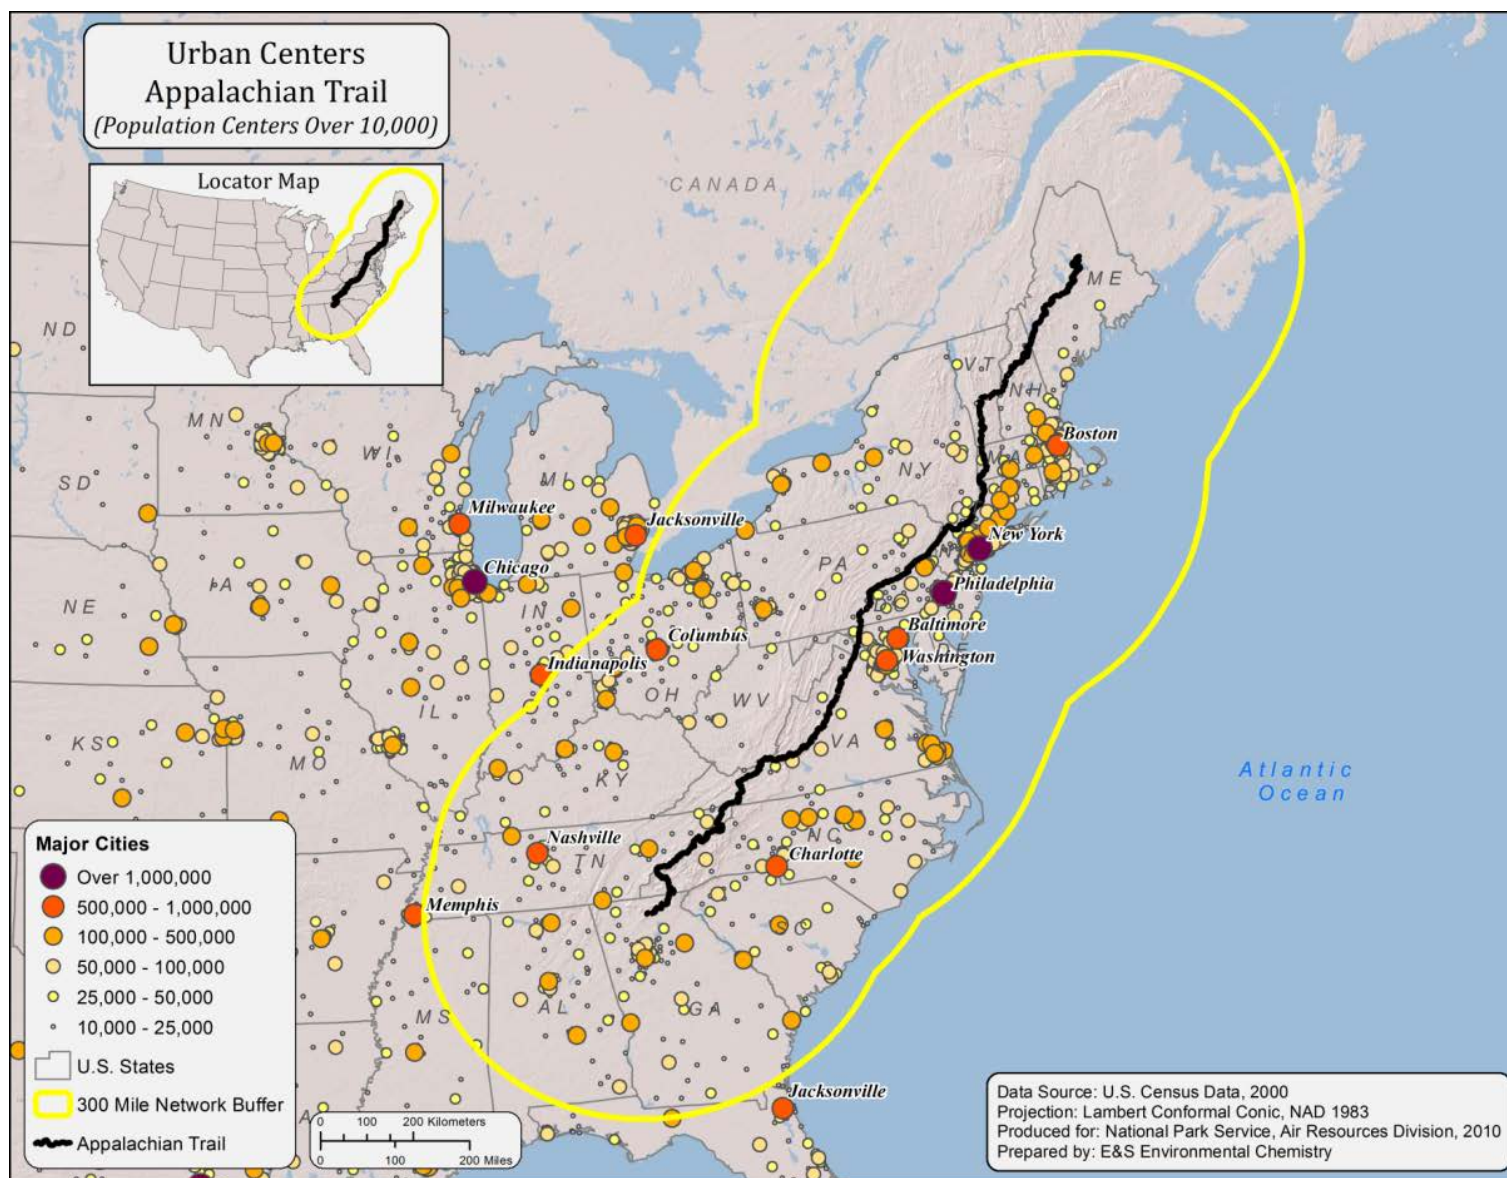 Urban Centers
Appalachian Trail
(Population Centers Over 10,000)
Locator Map
CANADA
ME
ND
VT
NH
MN
WI
Boston
MA
NY
SD
MI
Milwaukee
Jacksonville
New York
Chicago
PA
IA
IN
Philadelphia
NE
Baltimore
Columbus
Indianapolis
Washington
OH
WV
IL
VA
KS
MO
KY
Atlantic
Ocean
Nashville
NC
TN
Charlotte
Memphis
SC
MS
AL
GA
Jacksonville
Major Cities
Over 1,000,000
500,000 - 1,000,000
100,000 - 500,000
50,000 - 100,000
25,000 - 50,000
10,000 - 25,000
U.S. States
300 Mile Network Buffer
Appalachian Trail
0 100 200 Kilometers
0 100 200 Miles
Data Source: U.S. Census Data, 2000
Projection: Lambert Conformal Conic, NAD 1983
Produced for: National Park Service, Air Resources Division, 2010
Prepared by: E&S Environmental Chemistry